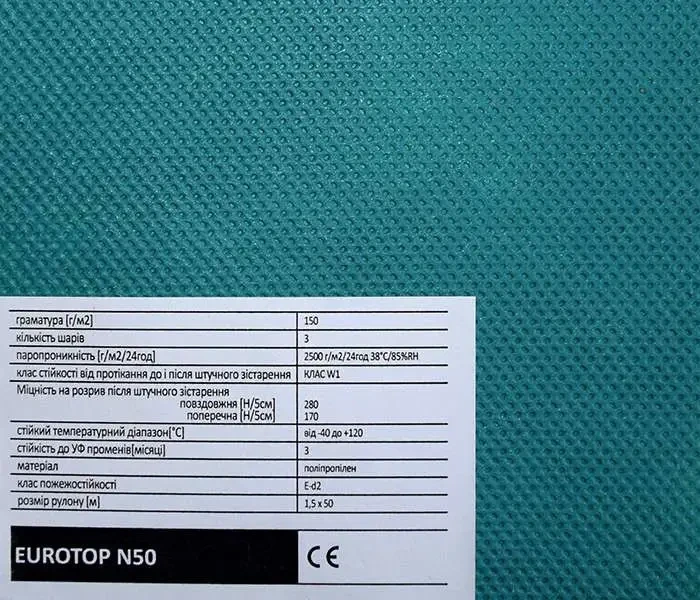 граматура [г/м2] 150
кількість шарів 3
паропроникність [г/м2/24год] 2500 г/м2/24год 38°С/85%RH
клас стійкості від протікання до і після штучного зістарення КЛАС W1
Міцність на розрив після штучного зістарення
повздовжня [Н/5см] 280
поперечна [Н/5см] 170
стійкий температурний діапазон[°С] від -40 до +120
стійкість до УФ променів[місяці] 3
матеріал поліпропілен
клас пожежостійкості E-d2
розмір рулону [м] 1,5 x 50
EUROTOP N50 CE